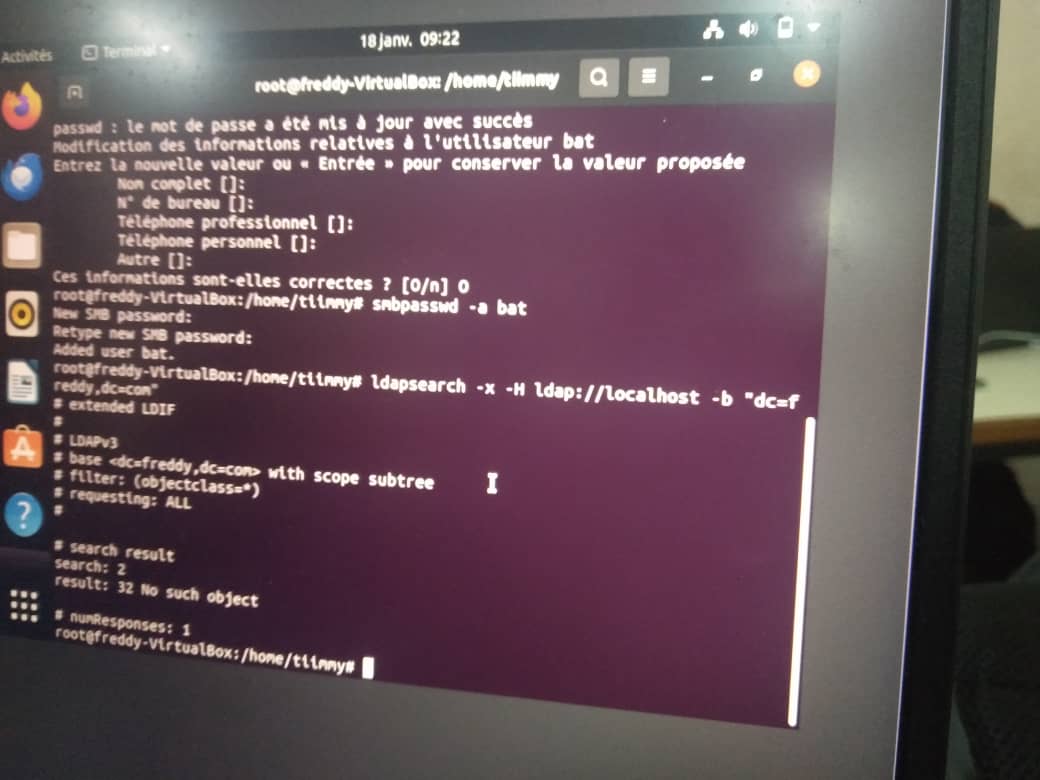 Activités
Terminal
18 janv. 09:22
root@freddy-VirtualBox: /home/tiimmy
passwd : le mot de passe a été mis à jour avec succès
Modification des informations relatives à l'utilisateur bat
Entrez la nouvelle valeur ou « Entrée » pour conserver la valeur proposée
Nom complet []:
N° de bureau []:
Téléphone professionnel []:
Téléphone personnel []:
Autre []:
Ces informations sont-elles correctes ? [O/n] O
root@freddy-VirtualBox:/home/tiimmy# smbpasswd -a bat
New SMB password:
Retype new SMB password:
Added user bat.
root@freddy-VirtualBox:/home/tiimmy# ldapsearch -x -H ldap://localhost -b "dc=f
reddy,dc=com"
# extended LDIF
#
# LDAPv3
# base <dc=freddy,dc=com> with scope subtree
# filter: (objectclass=*)
# requesting: ALL
#
# search result
search: 2
result: 32 No such object
# numResponses: 1
root@freddy-VirtualBox:/home/tiimmy#